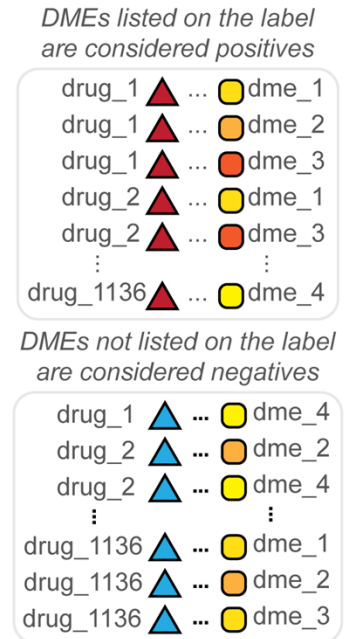 DMEs listed on the label
are considered positives
drug_1 ... dme_1
drug_1 ... dme_2
drug_1 ... dme_3
drug_2 ... dme_1
drug_2 ... dme_3
⋮ ⋮
drug_1136 ... dme_4
DMEs not listed on the label
are considered negatives
drug_1 ... dme_4
drug_2 ... dme_2
drug_2 ... dme_4
⋮ ⋮
drug_1136 ... dme_1
drug_1136 ... dme_2
drug_1136 ... dme_3